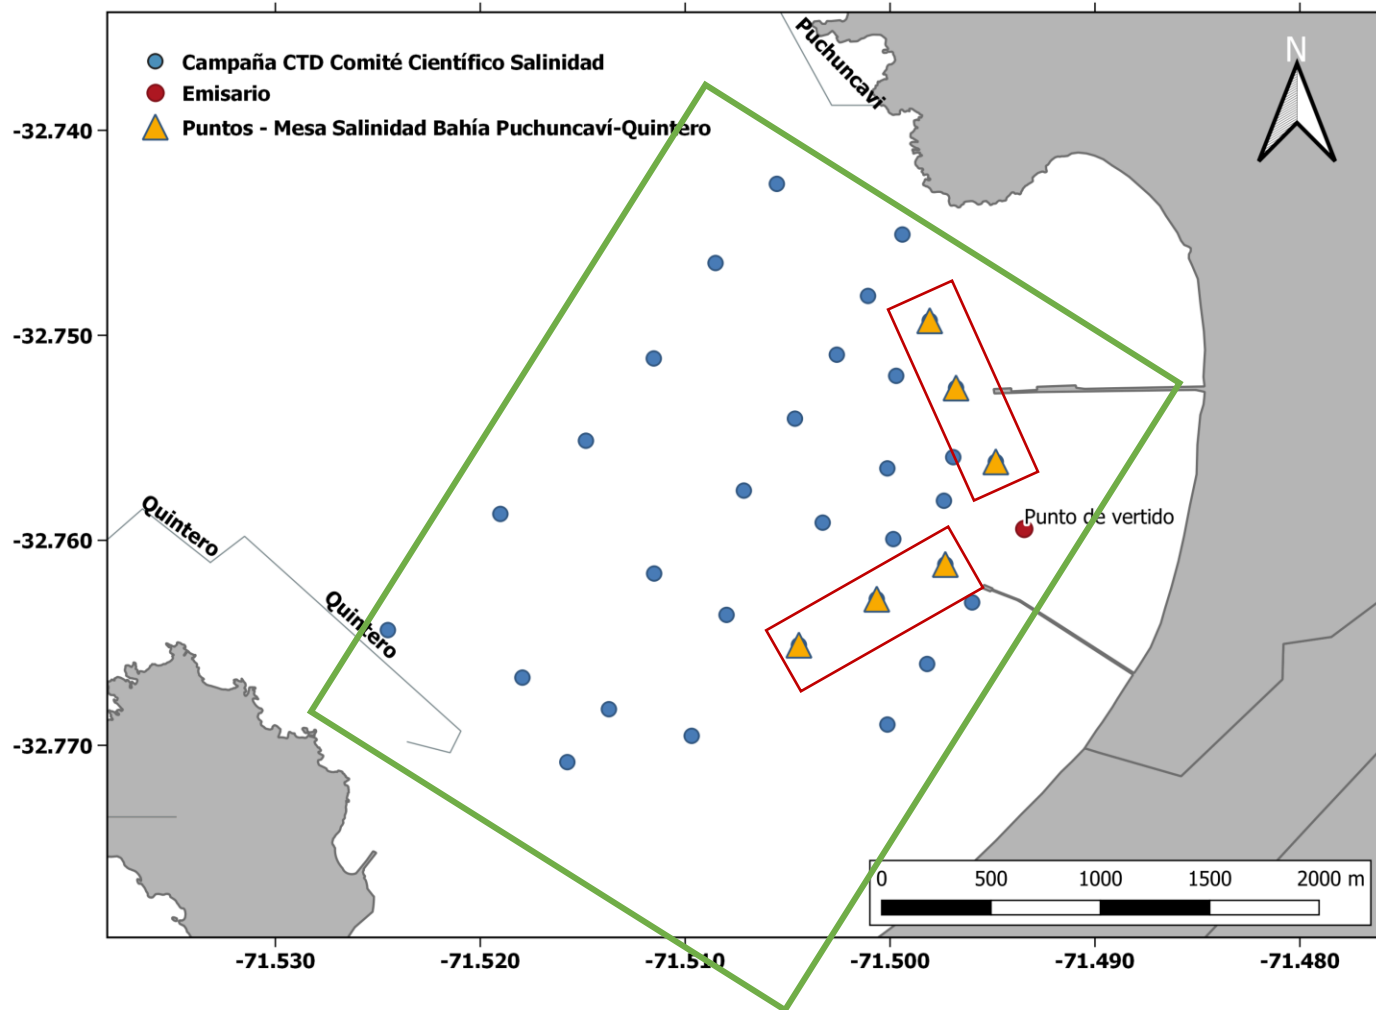 Puchuncaví
N
Campaña CTD Comité Científico Salinidad
Emisario
Puntos - Mesa Salinidad Bahía Puchuncaví-Quintero
-32.740
-32.750
-32.760
-32.770
Quintero
Quintero
Punto de vertido
0 500 1000 1500 2000 m
-71.530 -71.520 -71.510 -71.500 -71.490 -71.480